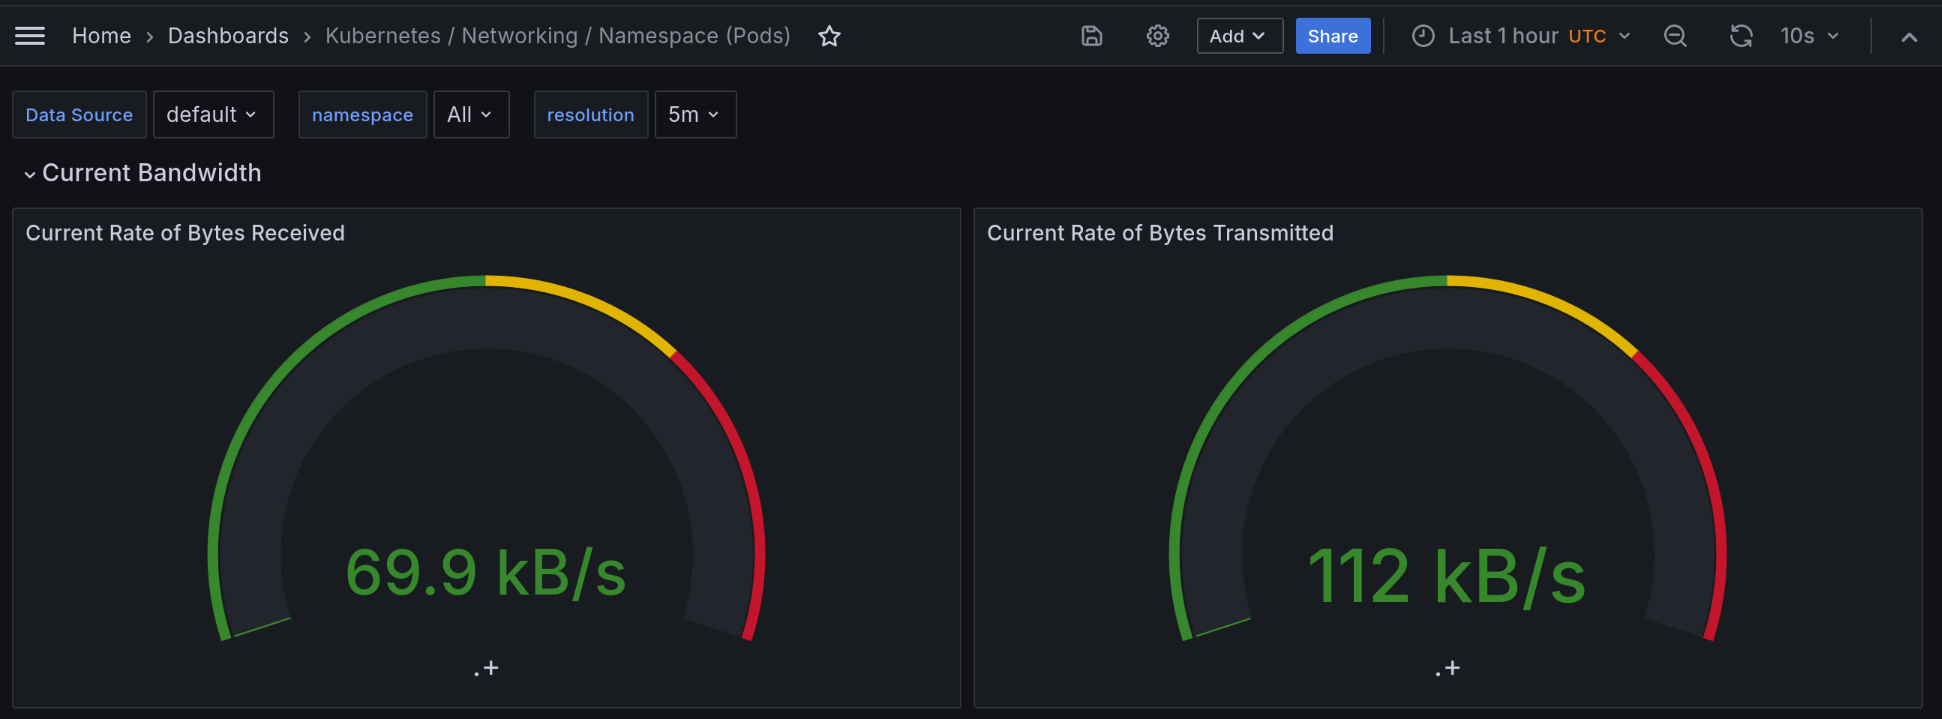 Home › Dashboards › Kubernetes / Networking / Namespace (Pods) Add Share Last 1 hour UTC 10s
Data Source default namespace All resolution 5m
Current Bandwidth
Current Rate of Bytes Received
69.9 kB/s
.+
Current Rate of Bytes Transmitted
112 kB/s
.+